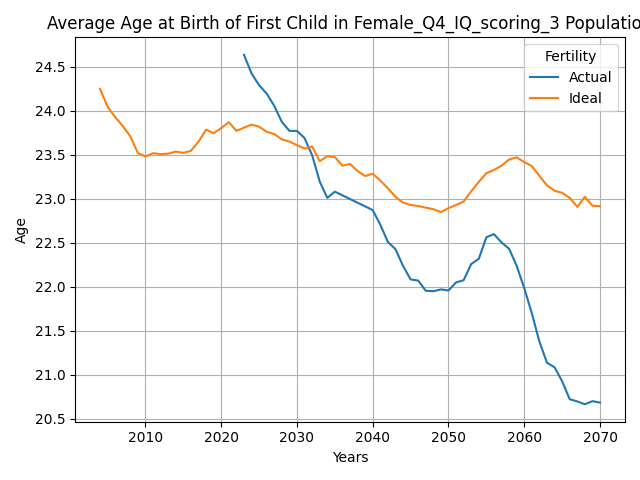 Average Age at Birth of First Child in Female_Q4_IQ_scoring_3 Populatio
Fertility
Actual
Ideal
24.5
24.0
23.5
23.0
22.5
22.0
21.5
21.0
20.5
Age
2010 2020 2030 2040 2050 2060 2070
Years